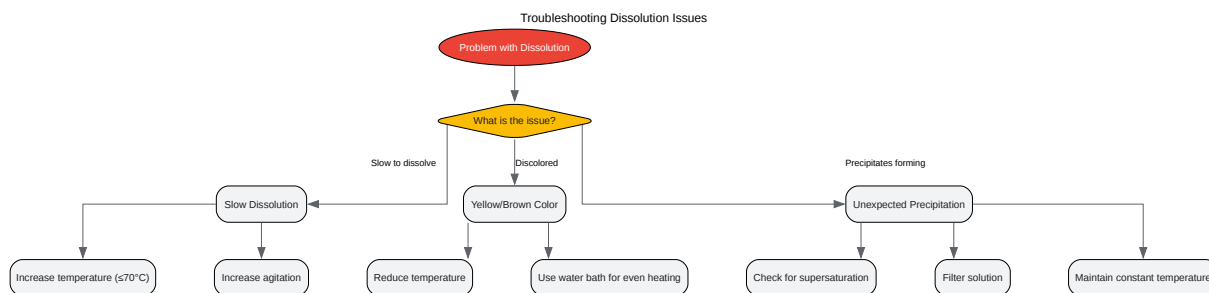 Troubleshooting Dissolution Issues
Problem with Dissolution
What is the issue?
Slow to dissolve
Discolored
Precipitates forming
Slow Dissolution
Yellow/Brown Color
Unexpected Precipitation
Increase temperature (≤70°C)
Increase agitation
Reduce temperature
Use water bath for even heating
Check for supersaturation
Filter solution
Maintain constant temperature